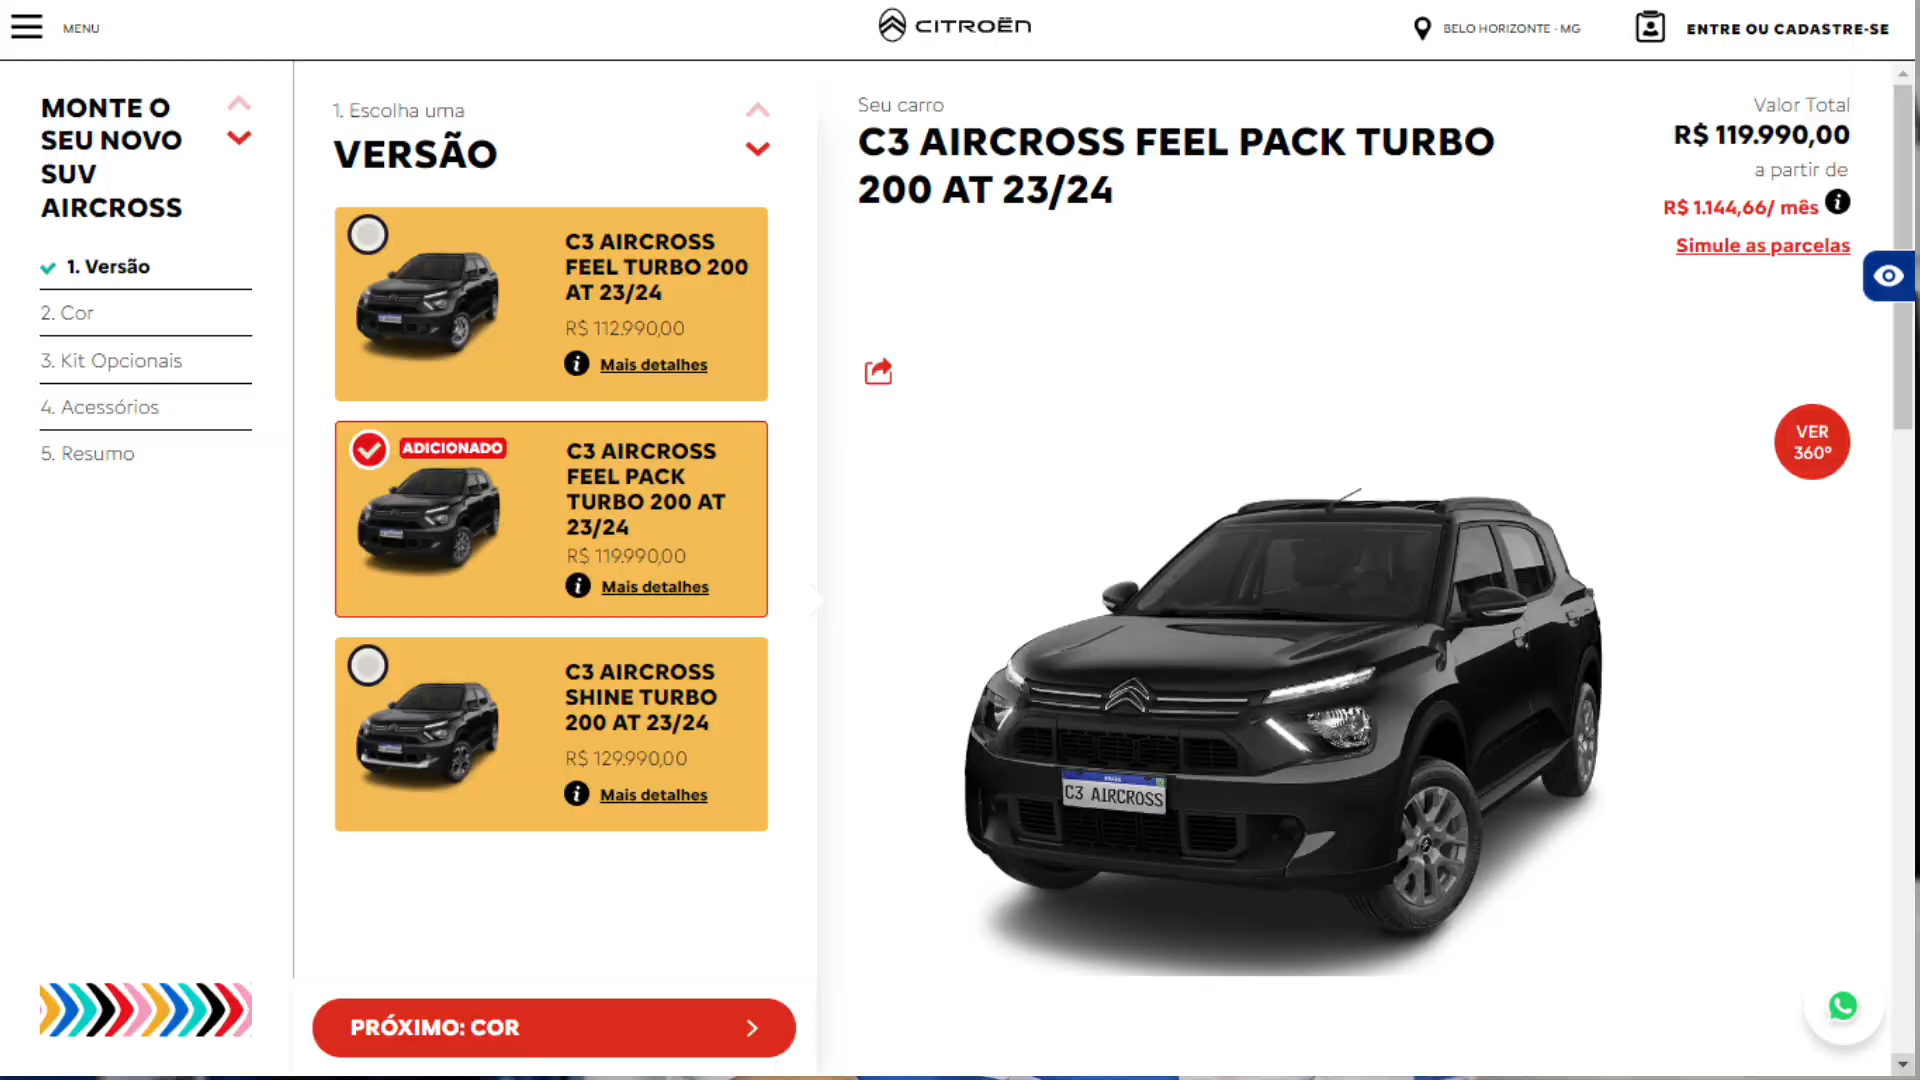 MENU
CITROËN
BELO HORIZONTE - MG
ENTRE OU CADASTRE-SE
MONTE O
SEU NOVO
SUV
AIRCROSS
1. Versão
2. Cor
3. Kit Opcionais
4. Acessórios
5. Resumo
1. Escolha uma
VERSÃO
C3 AIRCROSS
FEEL TURBO 200
AT 23/24
R$ 112.990,00
Mais detalhes
ADICIONADO
C3 AIRCROSS
FEEL PACK
TURBO 200 AT
23/24
R$ 119.990,00
Mais detalhes
C3 AIRCROSS
SHINE TURBO
200 AT 23/24
R$ 129.990,00
Mais detalhes
PRÓXIMO: COR
Seu carro
C3 AIRCROSS FEEL PACK TURBO
200 AT 23/24
Valor Total
R$ 119.990,00
a partir de
R$ 1.144,66/ mês
Simule as parcelas
VER
360º
BRASIL
C3 AIRCROSS